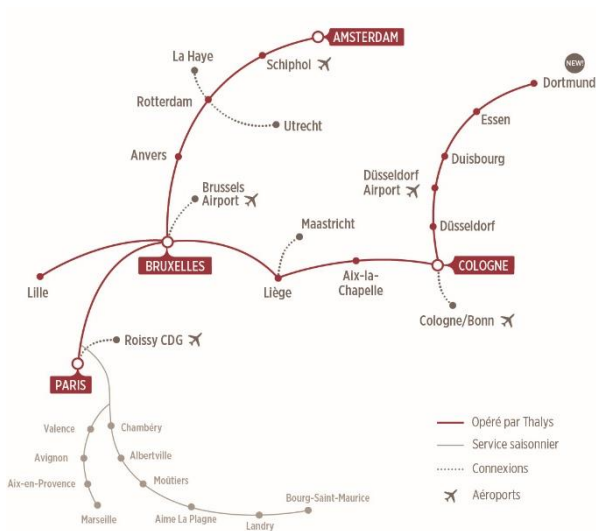 AMSTERDAM
La Haye
Schiphol
NEW!
Dortmund
Rotterdam
Essen
Utrecht
Anvers
Duisbourg
Düsseldorf
Airport
Brussels
Airport
Maastricht
Düsseldorf
BRUXELLES
Lille
Liège
Aix-la-
Chapelle
COLOGNE
Cologne/Bonn
Roissy CDG
PARIS
Valence
Chambéry
Opéré par Thalys
Avignon
Albertville
Service saisonnier
Aix-en-Provence
Moûtiers
Connexions
Bourg-Saint-Maurice
Aéroports
Marseille
Aime La Plagne
Landry